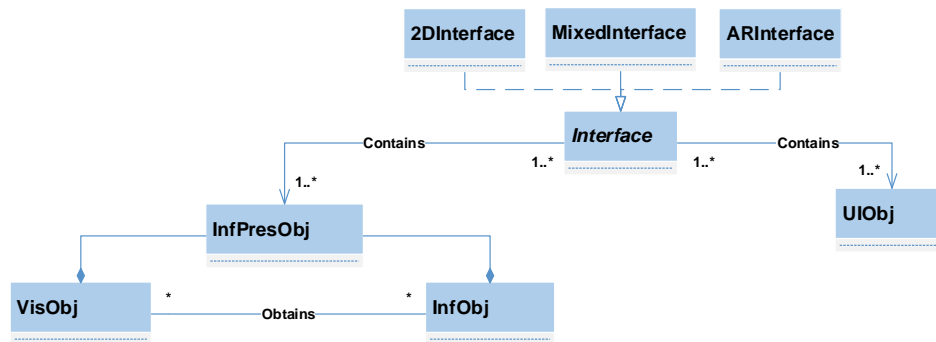 2DInterface
MixedInterface
ARInterface
Interface
Contains
Contains
1..*
1..*
1..*
1..*
UIObj
InfPresObj
VisObj
*
*
InfObj
Obtains